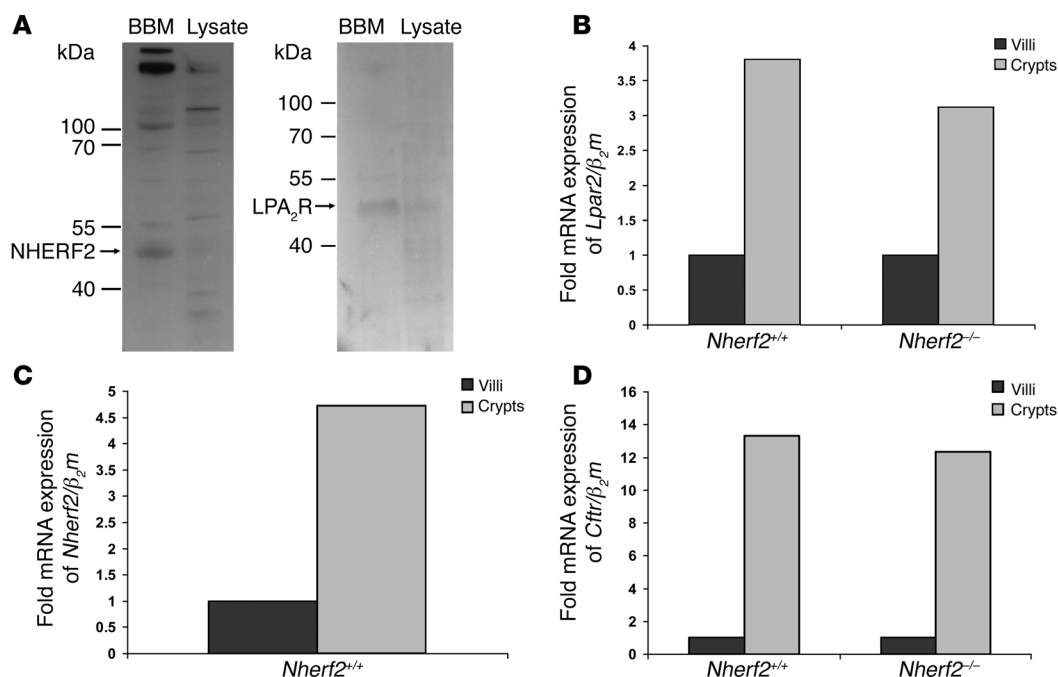 A
BBM Lysate
kDa
100
70
55
NHERF2
40
BBM Lysate
kDa
100
70
55
LPA₂R
40
B
Villi
Crypts
Fold mRNA expression
of Lpar2/β₂m
4
3.5
3
2.5
2
1.5
1
0.5
0
Nherf2+/+
Nherf2–/–
C
Villi
Crypts
Fold mRNA expression
of Nherf2/β₂m
5
4.5
4
3.5
3
2.5
2
1.5
1
0.5
0
Nherf2+/+
D
Villi
Crypts
Fold mRNA expression
of Cftr/β₂m
16
14
12
10
8
6
4
2
0
Nherf2+/+
Nherf2–/–